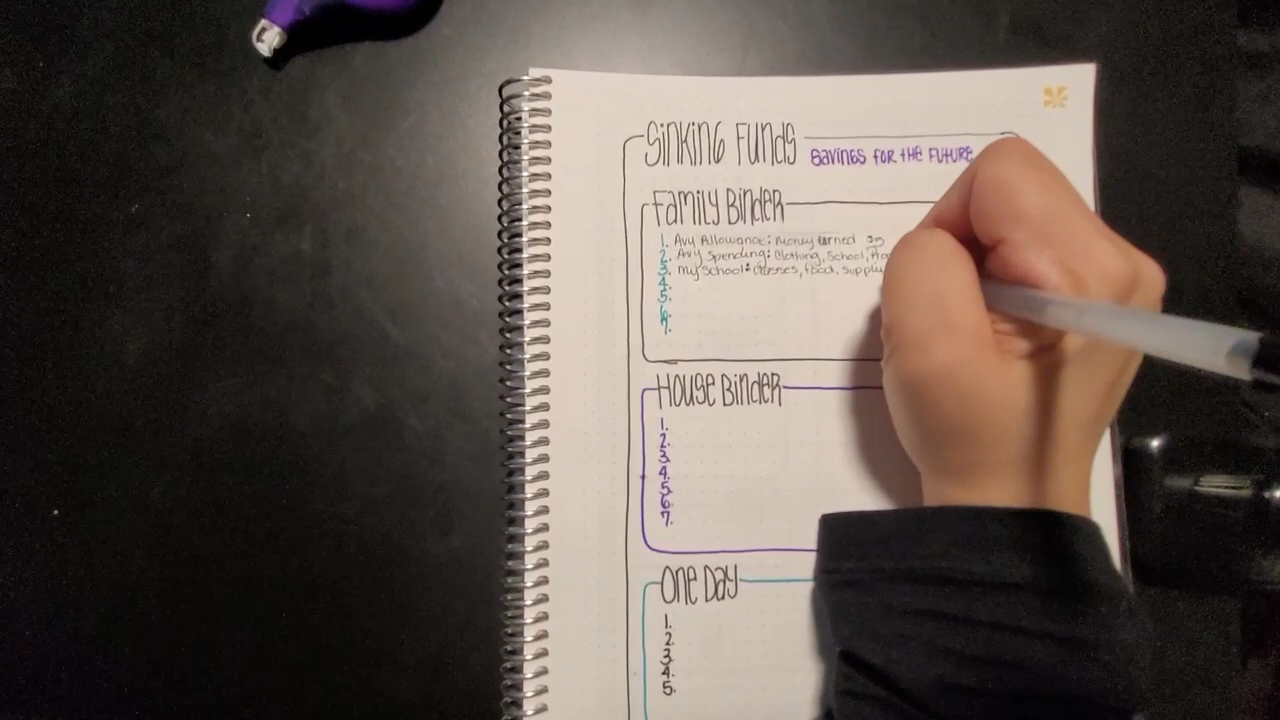 SINKING FUNDS
SAVINGS FOR THE FUTURE
Family Binder
1. Avy Allowance: Money Earned
2. Avy Spending: Clothing, School,
3. My School: Classes, food,
4.
5.
6.
7.
House Binder
1.
2.
3.
4.
5.
6.
7.
One Day
1.
2.
3.
4.
5.